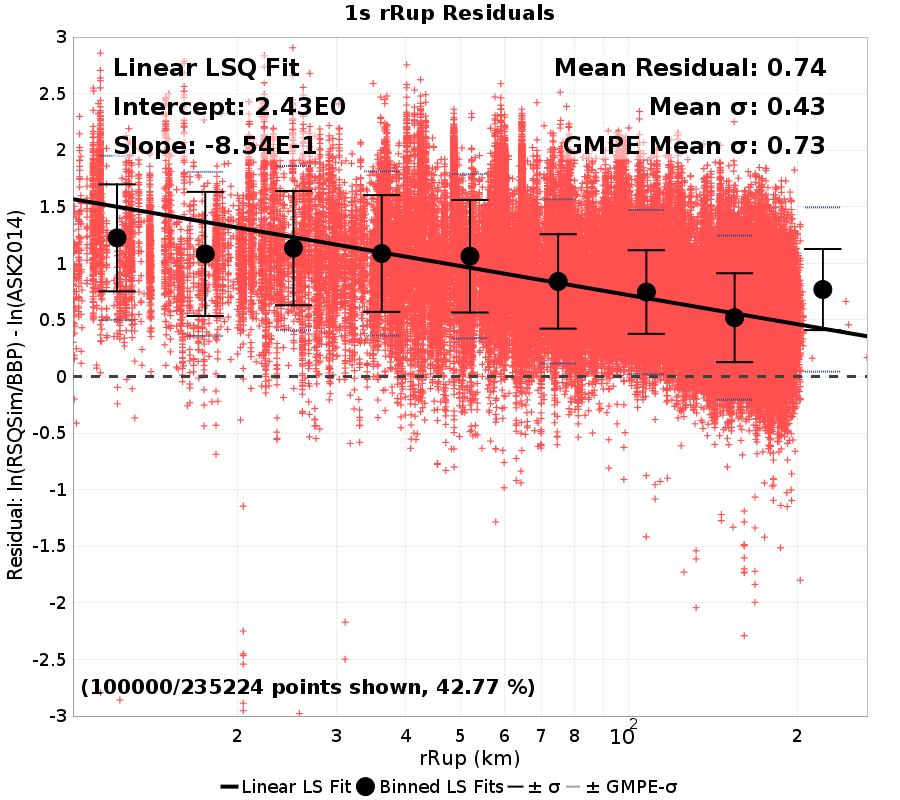 1s rRup Residuals
Linear LSQ Fit
Intercept: 2.43E0
Slope: -8.54E-1
Mean Residual: 0.74
Mean σ: 0.43
GMPE Mean σ: 0.73
Residual: ln(RSQSim/BBP) - ln(ASK2014)
3
2.5
2
1.5
1
0.5
0
-0.5
-1
-1.5
-2
-2.5
-3
(100000/235224 points shown, 42.77 %)
2 3 4 5 6 7 8 10² 2
rRup (km)
Linear LS Fit Binned LS Fits ± σ ± GMPE-σ